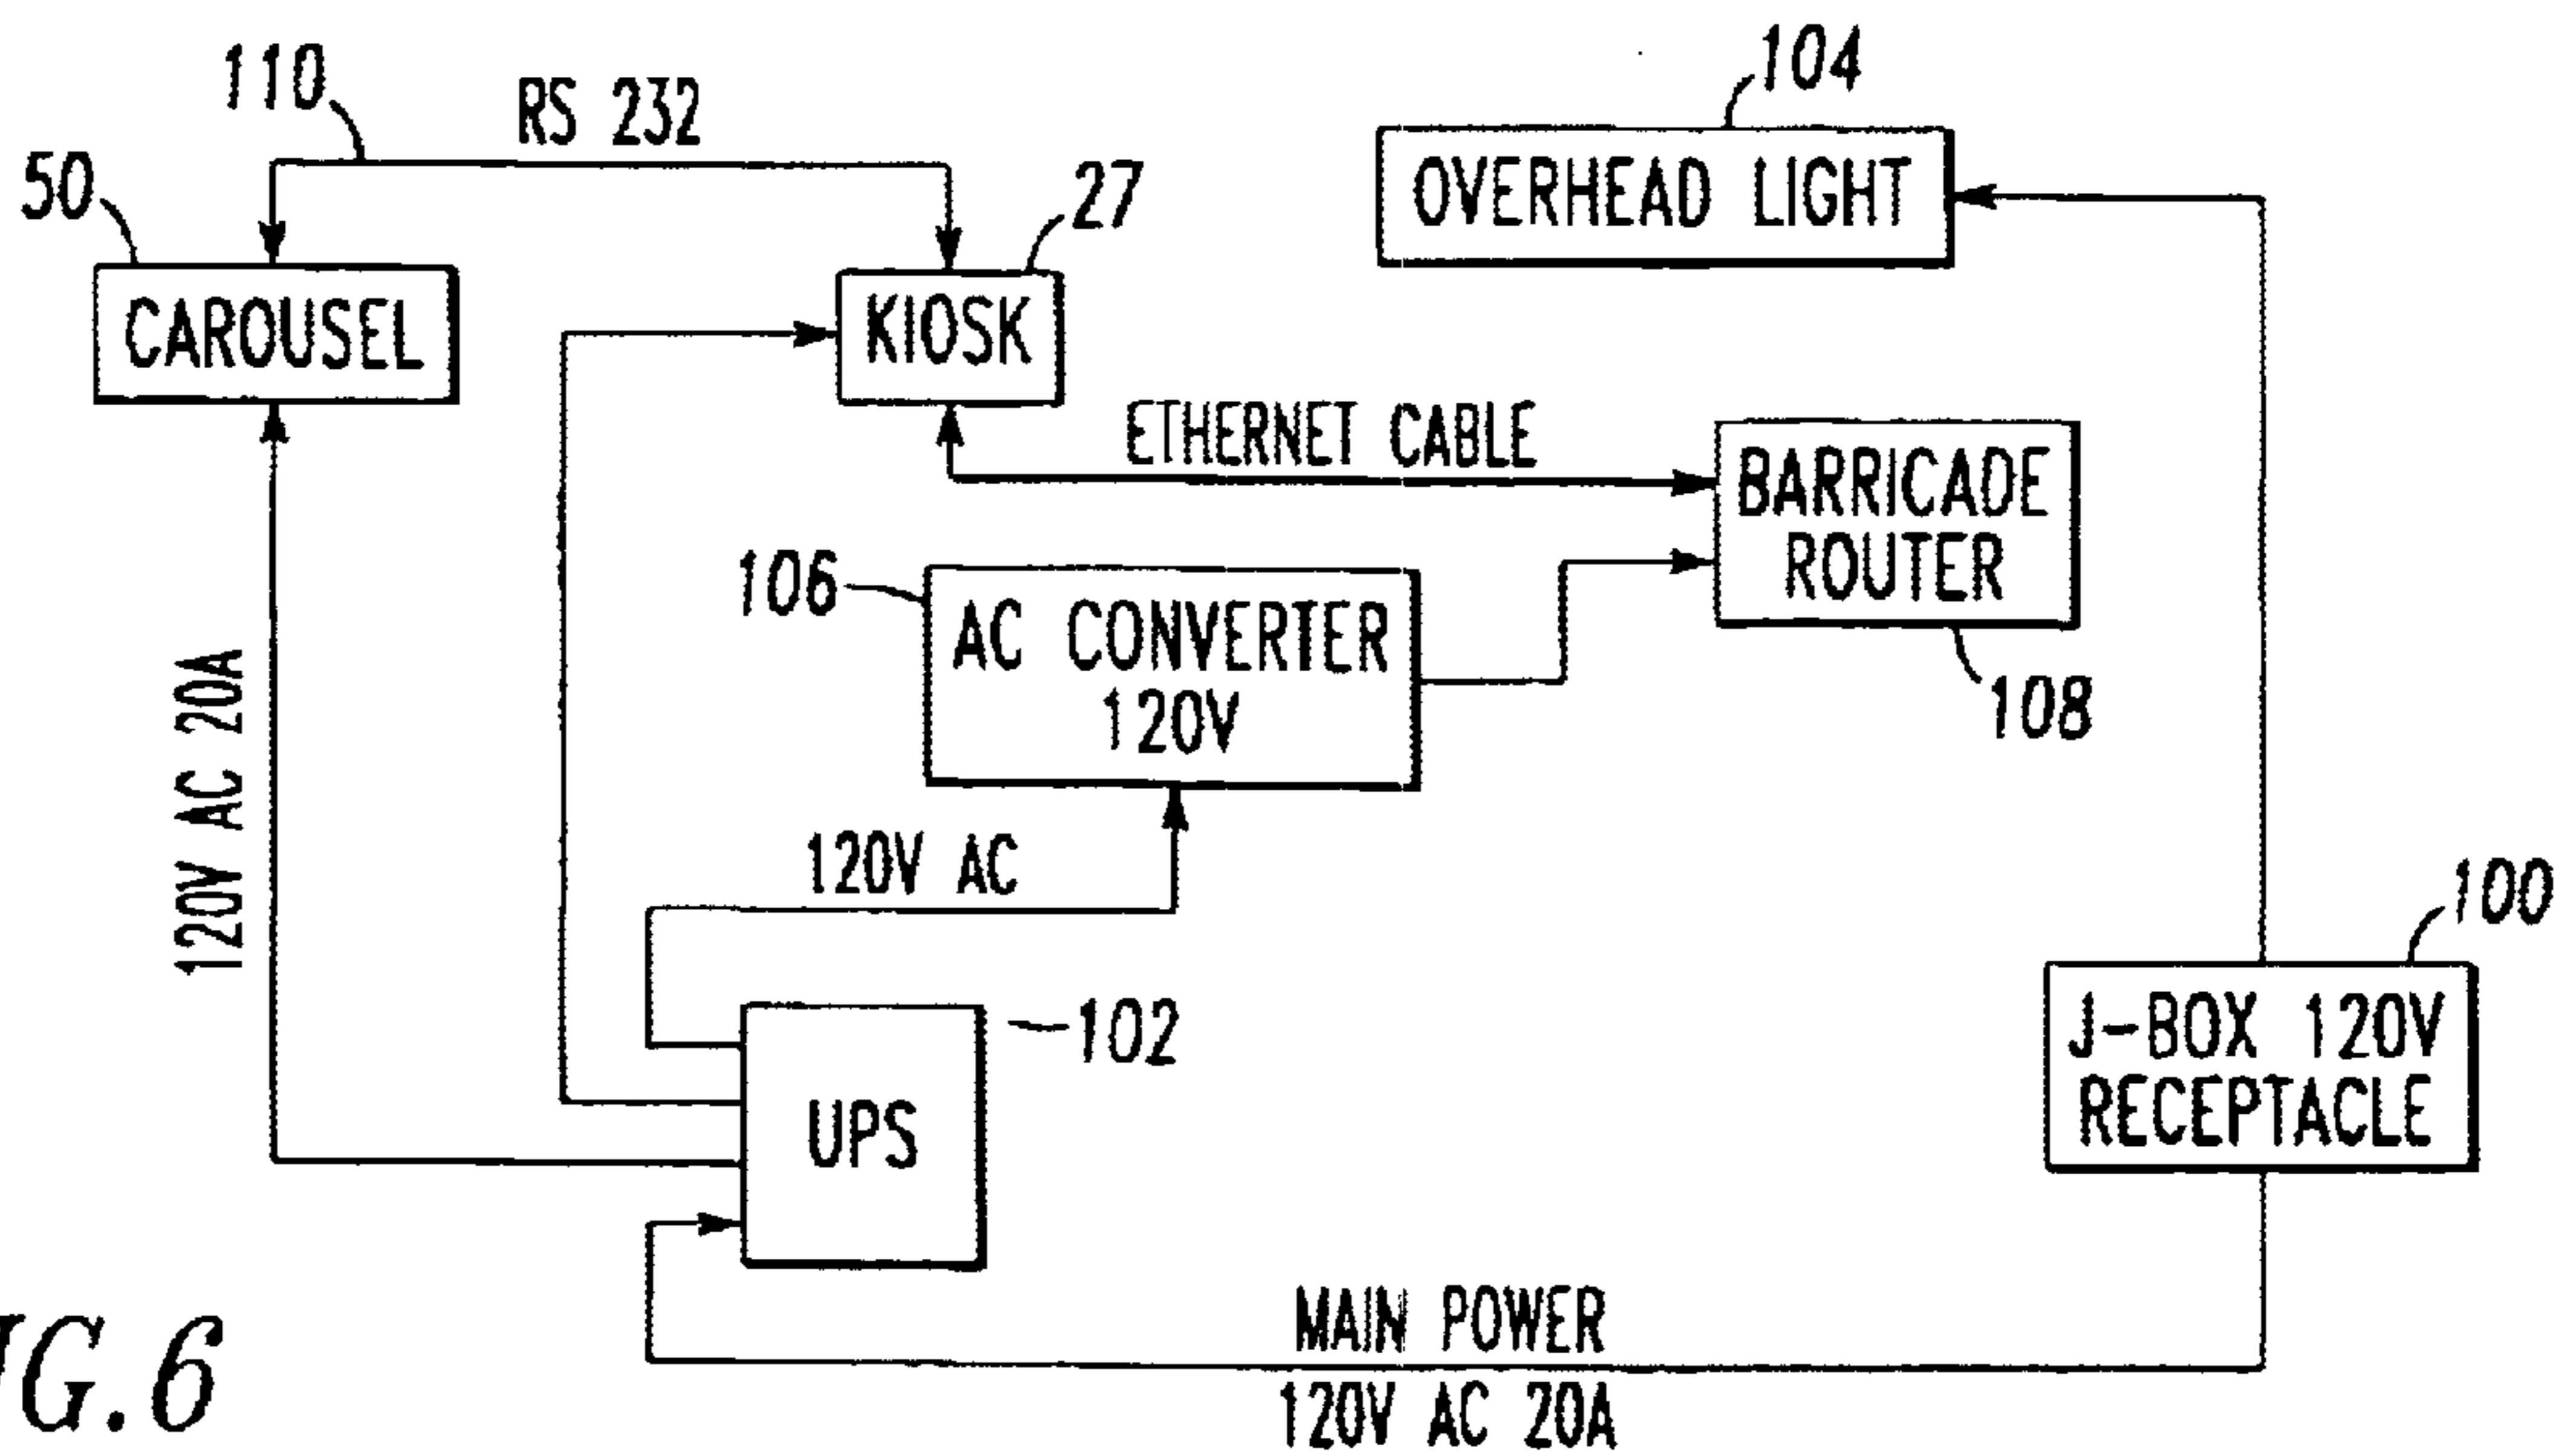 110
RS 232
104
50
27
OVERHEAD LIGHT
CAROUSEL
KIOSK
ETHERNET CABLE
BARRICADE
ROUTER
106
AC CONVERTER
120V
108
120V AC 20A
120V AC
100
102
J-BOX 120V
RECEPTACLE
UPS
MAIN POWER
120V AC 20A
IG.6